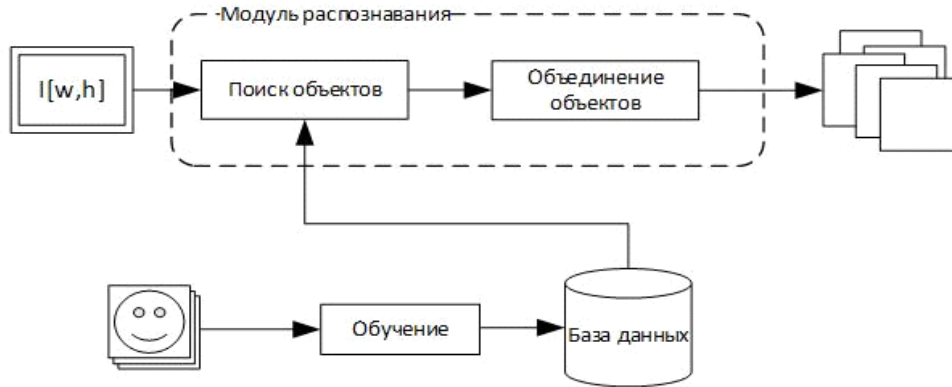 Модуль распознавания
I[w,h]
Поиск объектов
Объединение
объектов
Обучение
База данных